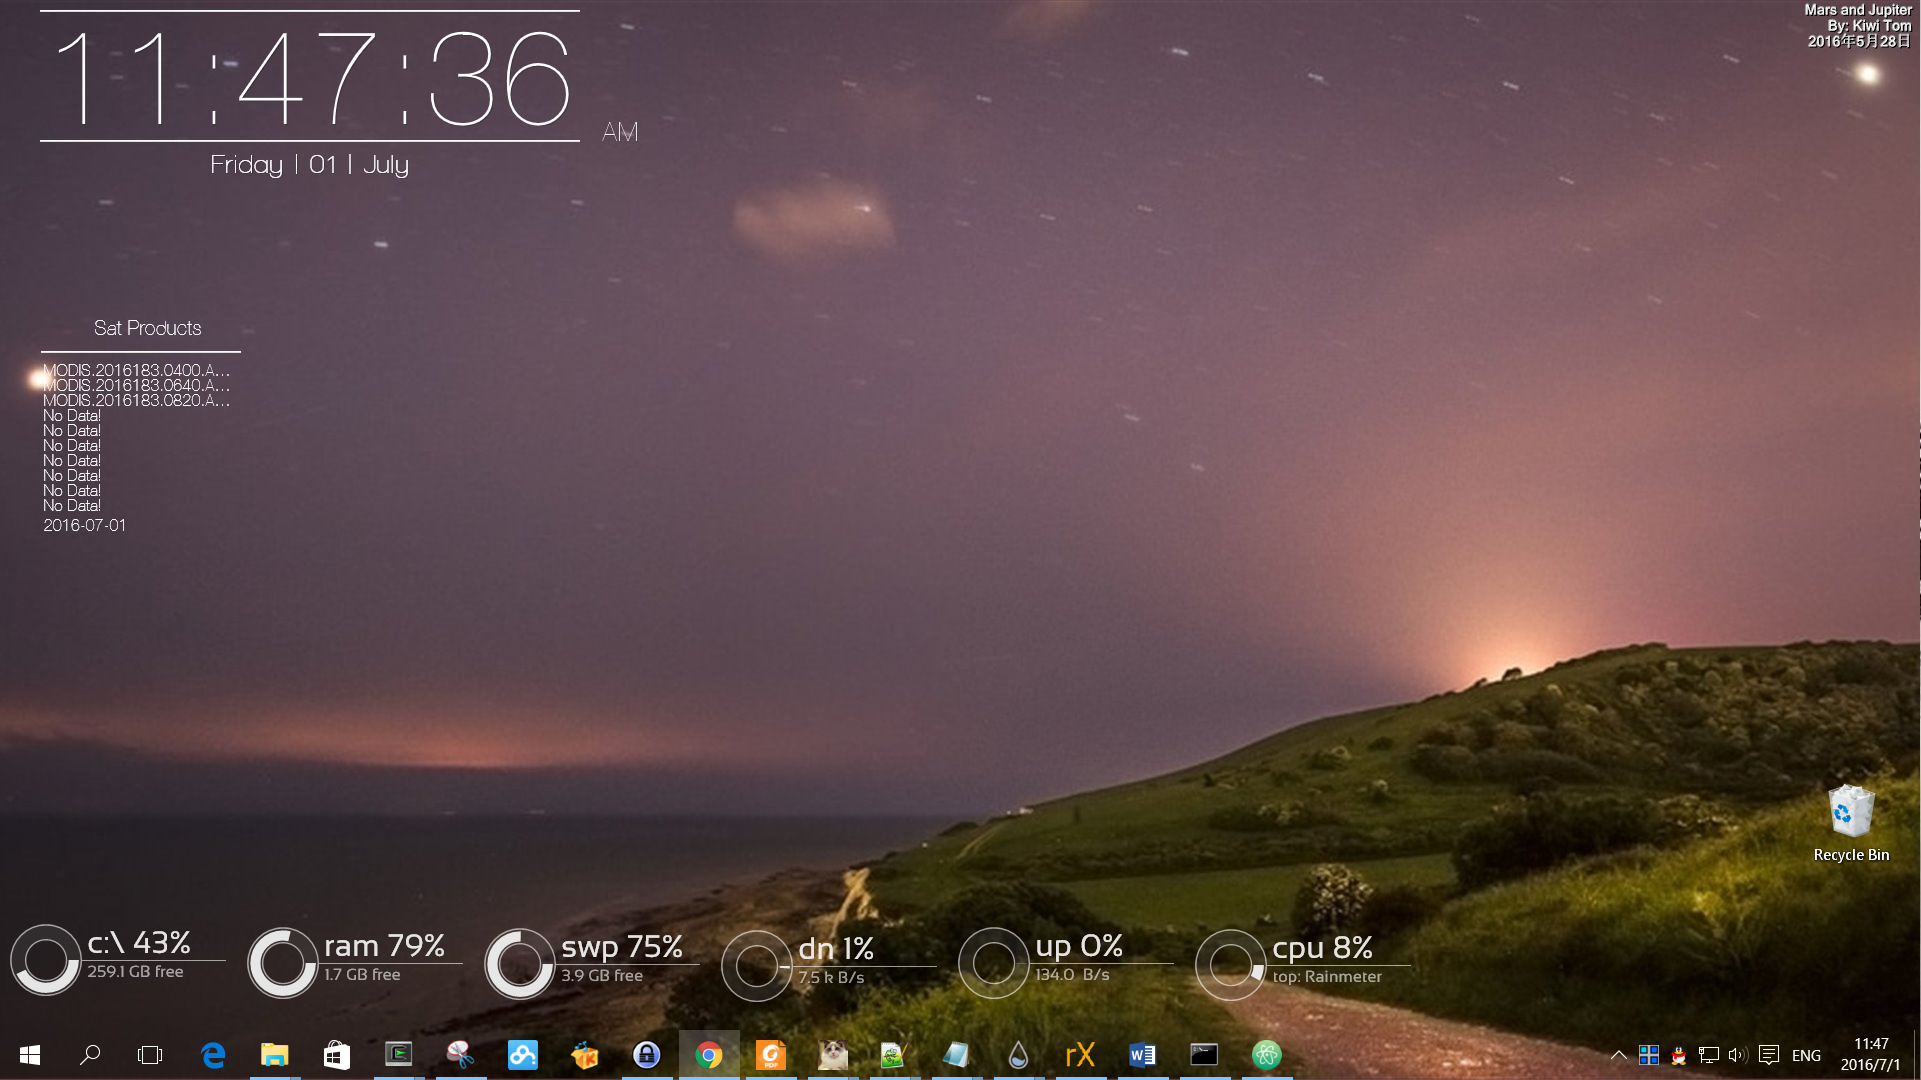 11:47:36
AM
Friday | 01 | July
Mars and Jupiter
By: Kiwi Tom
2016年5月28日
Sat Products
MODIS.2016183.0400.A...
MODIS.2016183.0640.A...
MODIS.2016183.0820.A...
No Data!
No Data!
No Data!
No Data!
No Data!
No Data!
No Data!
2016-07-01
Recycle Bin
c:\ 43%
259.1 GB free
ram 79%
1.7 GB free
swp 75%
3.9 GB free
dn 1%
7.5 k B/s
up 0%
134.0 B/s
cpu 8%
top: Rainmeter
PDF
rX
ENG
11:47
2016/7/1